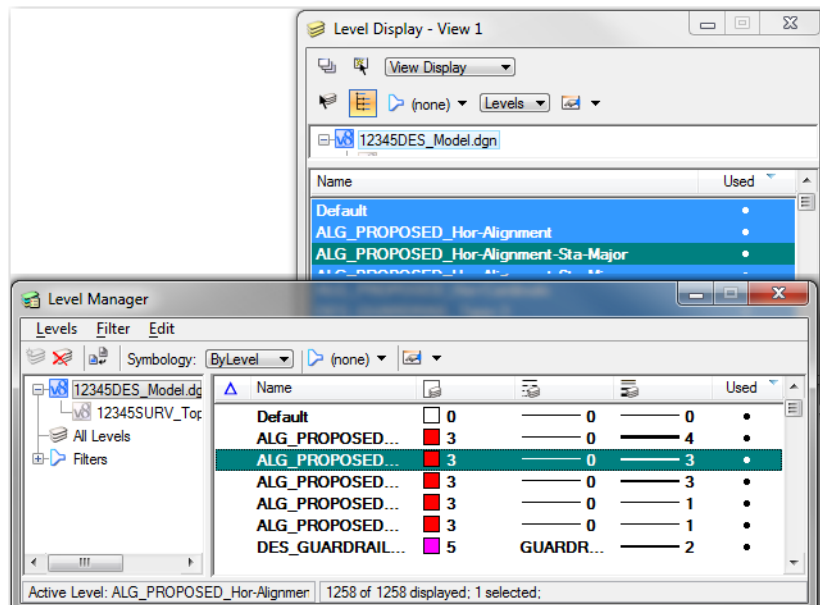 Level Display - View 1
View Display
(none) Levels
12345DES_Model.dgn
Name Used
Default
ALG_PROPOSED_Hor-Alignment
ALG_PROPOSED_Hor-Alignment-Sta-Major
Level Manager
Levels Filter Edit
Symbology: ByLevel (none)
12345DES_Model.dg
12345SURV_Top
All Levels
Filters
Name Used
Default 0 0 0
ALG_PROPOSED... 3 0 4
ALG_PROPOSED... 3 0 3
ALG_PROPOSED... 3 0 3
ALG_PROPOSED... 3 0 1
ALG_PROPOSED... 3 0 1
DES_GUARDRAIL... 5 GUARDR... 2
Active Level: ALG_PROPOSED_Hor-Alignmen 1258 of 1258 displayed; 1 selected;